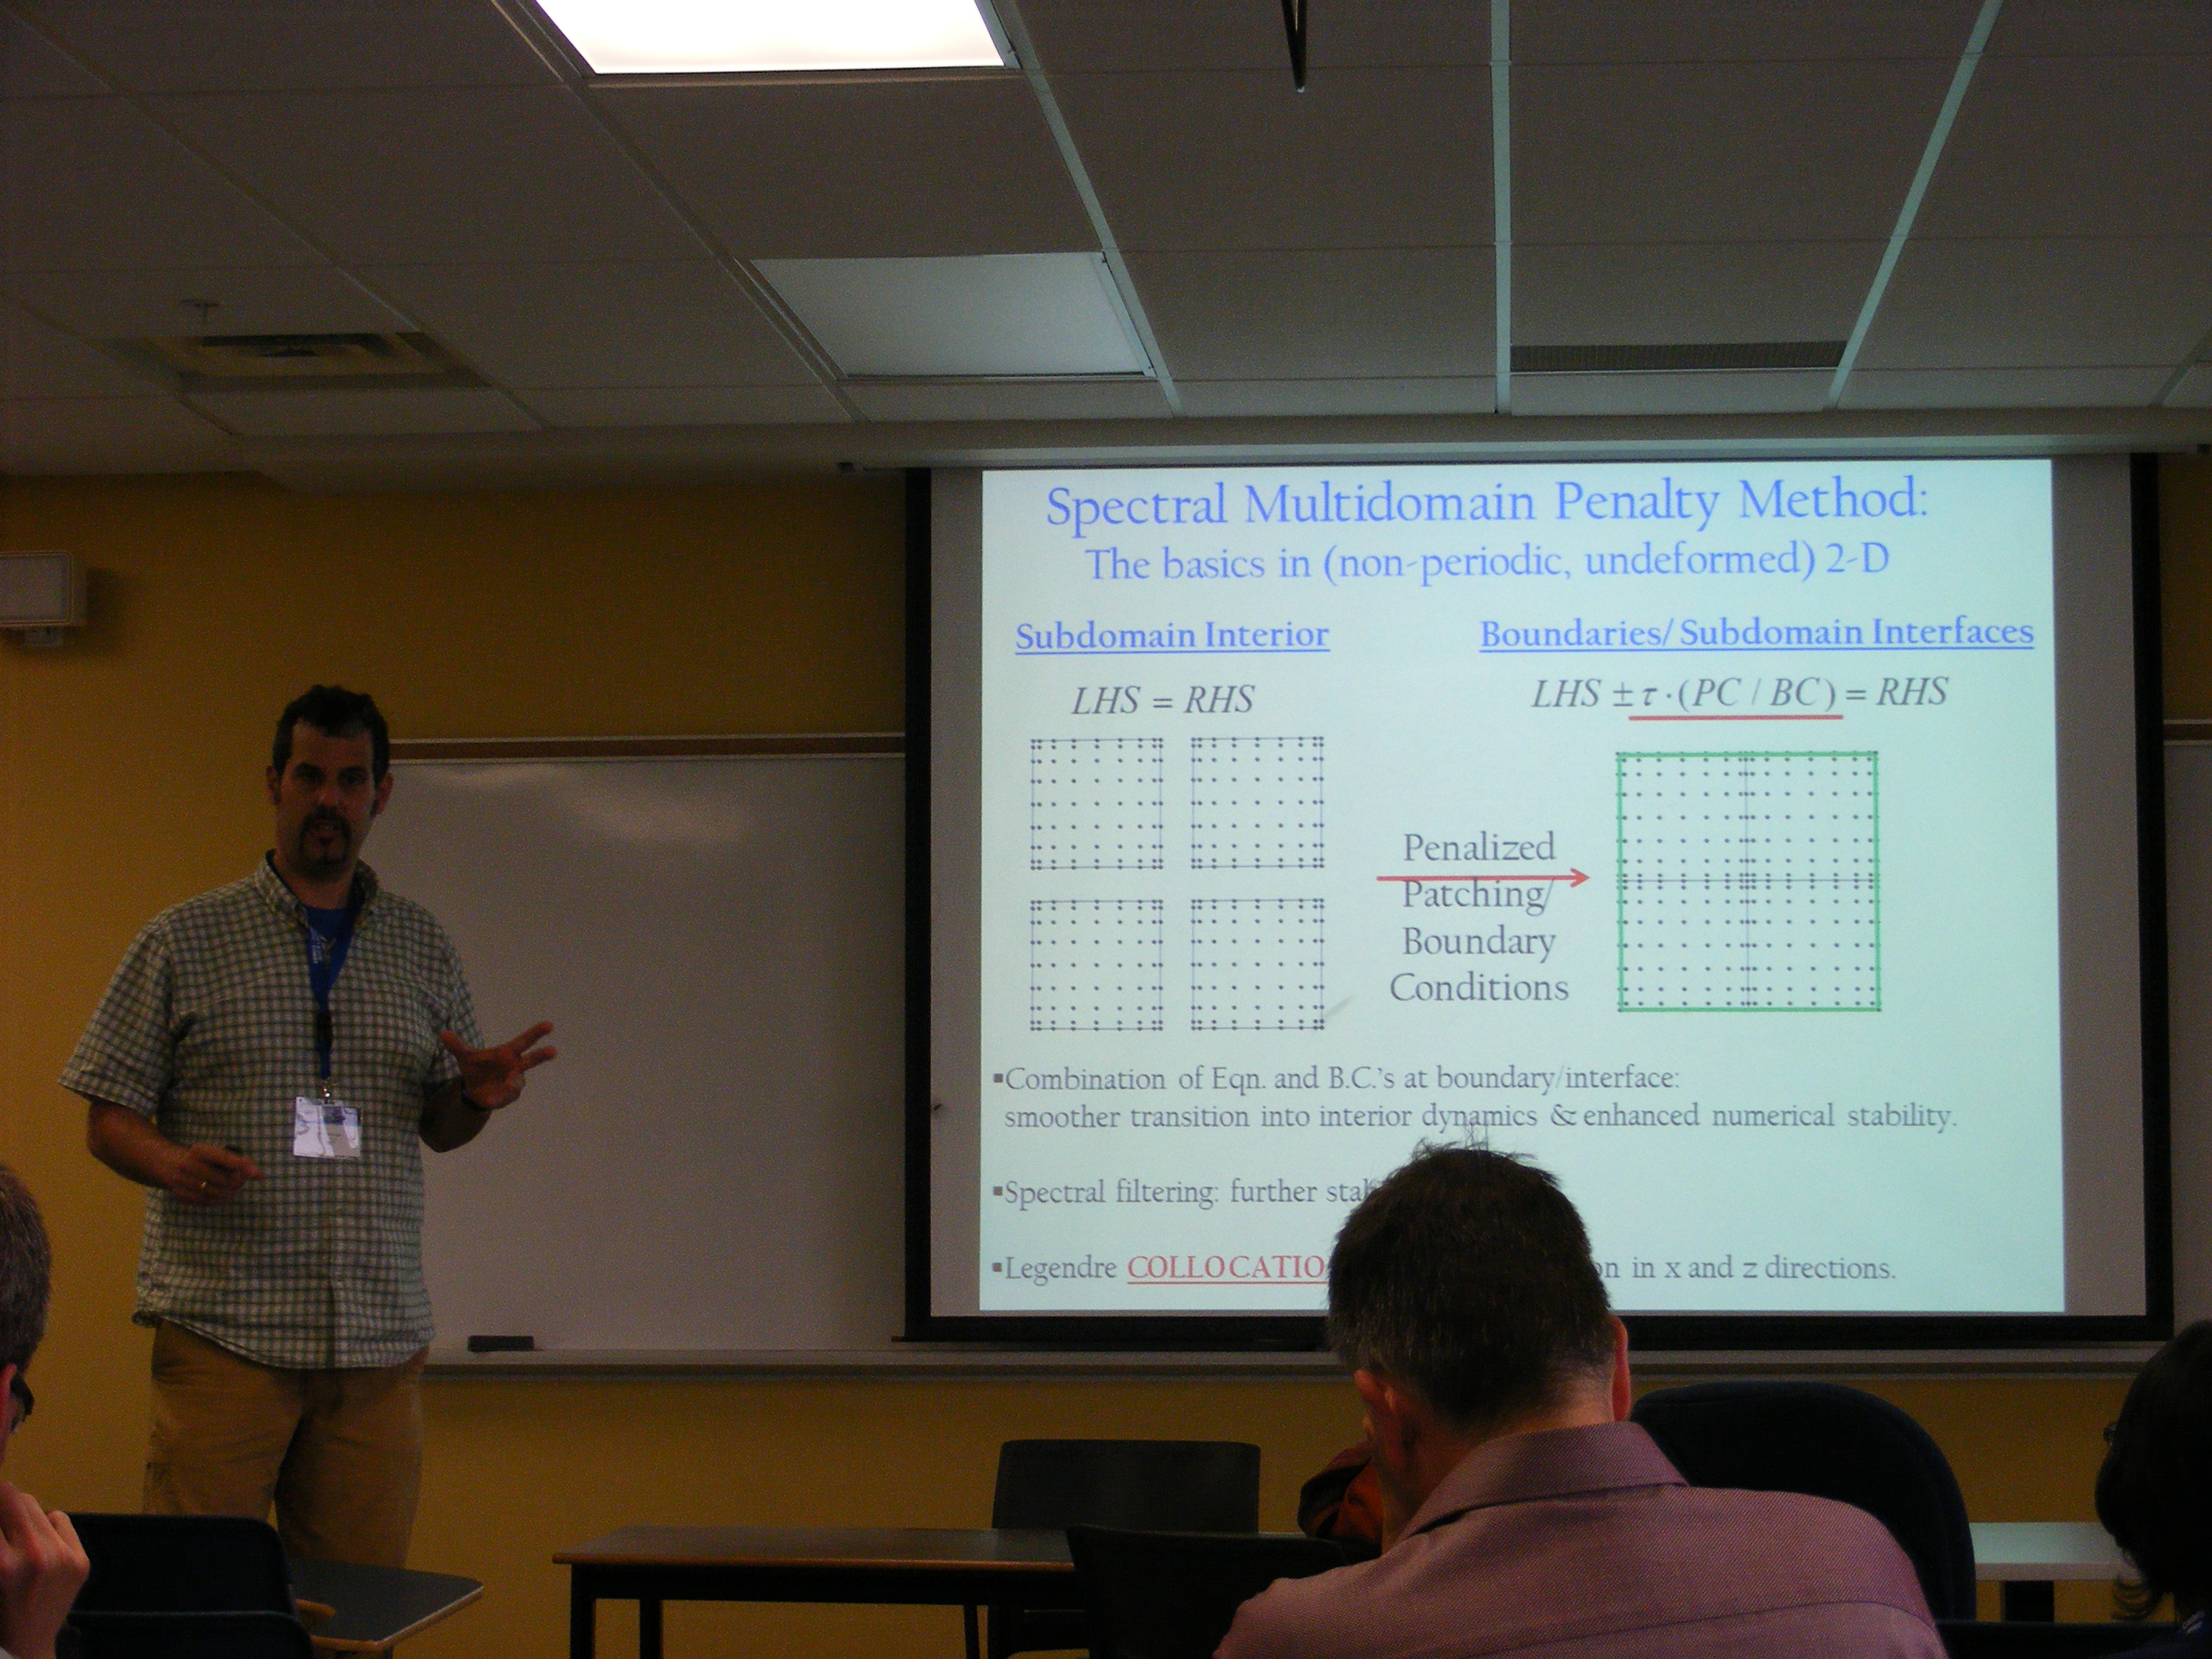 Spectral Multidomain Penalty Method:
The basics in (non-periodic, undeformed) 2-D
Subdomain Interior
Boundaries/ Subdomain Interfaces
LHS = RHS
LHS ± τ · (PC / BC) = RHS
Penalized
Patching/
Boundary
Conditions
▪Combination of Eqn. and B.C.'s at boundary/interface:
smoother transition into interior dynamics & enhanced numerical stability.
▪Spectral filtering: further
▪Legendre in x and z directions.